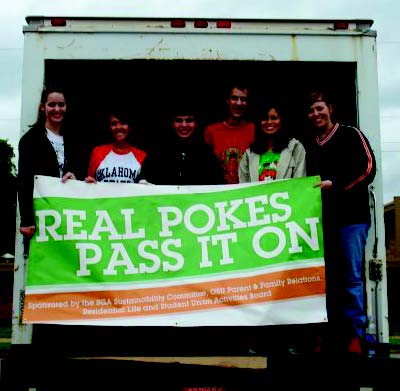 OKLAHOMA
REAL POKES
PASS IT ON
Sponsored by the SGA Sustainability Committee, OSU Parent & Family Relations,
Residential Life and Student Union Activities Board